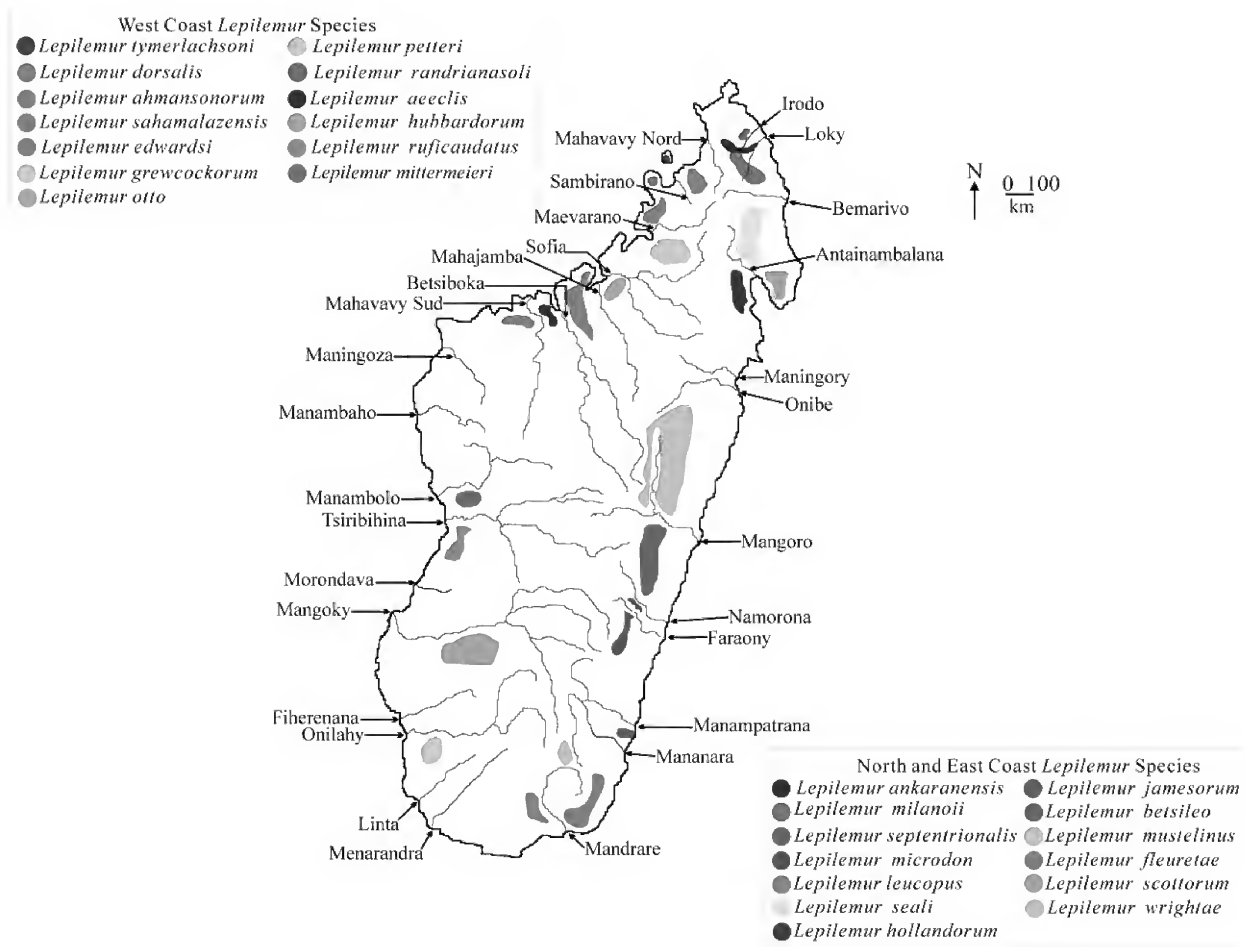 West Coast Lepilemur Species
Lepilemur tymerlachsoni
Lepilemur dorsalis
Lepilemur ahmansonorum
Lepilemur sahamalazensis
Lepilemur edwardsi
Lepilemur grewcockorum
Lepilemur otto
Lepilemur petteri
Lepilemur randrianasoli
Lepilemur aeeclis
Lepilemur hubbardorum
Lepilemur ruficaudatus
Lepilemur mittermeieri
Irodo
Loky
Mahavavy Nord
Sambirano
Bemarivo
Maevarano
Sofia
Antainambalana
Mahajamba
Betsiboka
Mahavavy Sud
N
0 100
km
Maningoza
Maningory
Onibe
Manambaho
Manambolo
Tsiribihina
Mangoro
Morondava
Mangoky
Namorona
Faraony
Fiherenana
Onilahy
Manampatrana
Mananara
Linta
Menarandra
Mandrare
North and East Coast Lepilemur Species
Lepilemur ankaranensis
Lepilemur milanoii
Lepilemur septentrionalis
Lepilemur microdon
Lepilemur leucopus
Lepilemur seali
Lepilemur hollandorum
Lepilemur jamesorum
Lepilemur betsileo
Lepilemur mustelinus
Lepilemur fleuretae
Lepilemur scottorum
Lepilemur wrightae